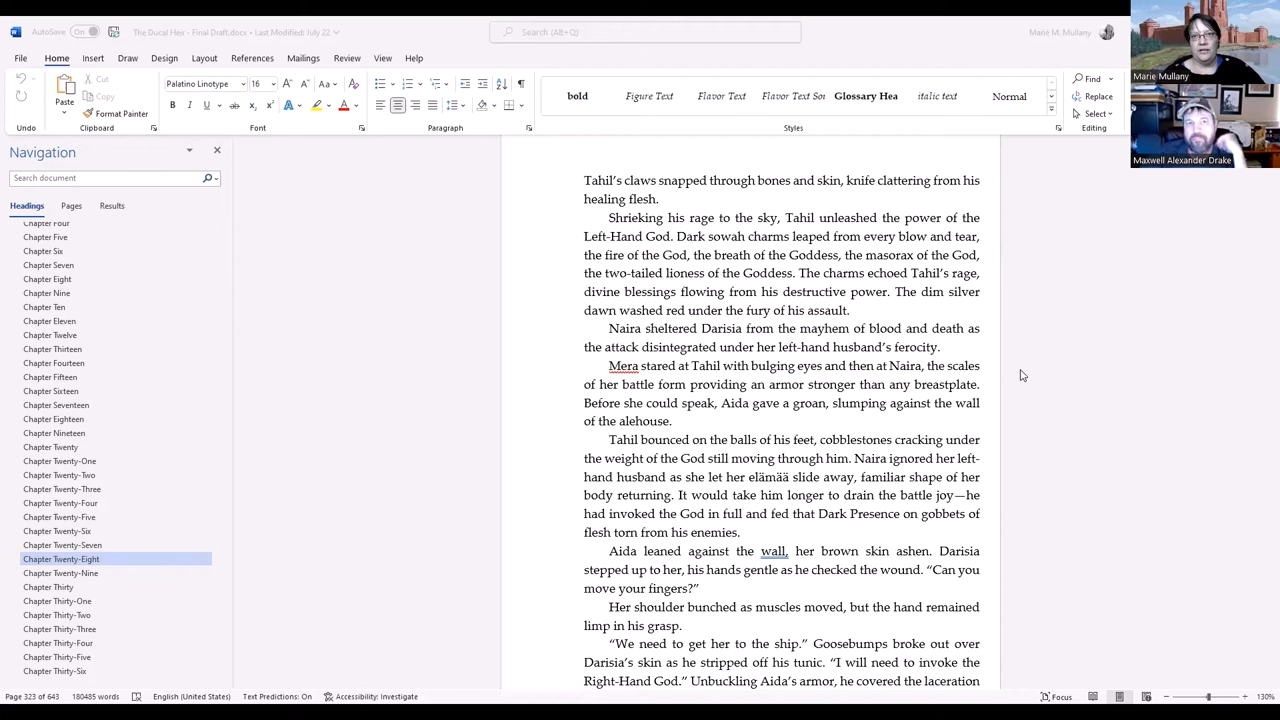 AutoSave On The Ducal Heir - Final Draft.docx • Last Modified: July 22 Search (Alt+Q) Marie M. Mullany
File Home Insert Draw Design Layout References Mailings Review View Help
Palatino Linotype 16
Cut
Copy
Paste
Format Painter
bold Figure Text Flavor Text Flavor Text Sou Glossary Hea italic text Normal
Find
Replace
Select
Undo Clipboard Font Paragraph Styles Editing
Marie Mullany
Maxwell Alexander Drake
Navigation
Search document
Headings Pages Results
Chapter Four
Chapter Five
Chapter Six
Chapter Seven
Chapter Eight
Chapter Nine
Chapter Ten
Chapter Eleven
Chapter Twelve
Chapter Thirteen
Chapter Fourteen
Chapter Fifteen
Chapter Sixteen
Chapter Seventeen
Chapter Eighteen
Chapter Nineteen
Chapter Twenty
Chapter Twenty-One
Chapter Twenty-Two
Chapter Twenty-Three
Chapter Twenty-Four
Chapter Twenty-Five
Chapter Twenty-Six
Chapter Twenty-Seven
Chapter Twenty-Eight
Chapter Twenty-Nine
Chapter Thirty
Chapter Thirty-One
Chapter Thirty-Two
Chapter Thirty-Three
Chapter Thirty-Four
Chapter Thirty-Five
Chapter Thirty-Six
Tahil’s claws snapped through bones and skin, knife clattering from his
healing flesh.
Shrieking his rage to the sky, Tahil unleashed the power of the
Left-Hand God. Dark sowah charms leaped from every blow and tear,
the fire of the God, the breath of the Goddess, the masorax of the God,
the two-tailed lioness of the Goddess. The charms echoed Tahil’s rage,
divine blessings flowing from his destructive power. The dim silver
dawn washed red under the fury of his assault.
Naira sheltered Darisia from the mayhem of blood and death as
the attack disintegrated under her left-hand husband’s ferocity.
Mera stared at Tahil with bulging eyes and then at Naira, the scales
of her battle form providing an armor stronger than any breastplate.
Before she could speak, Aida gave a groan, slumping against the wall
of the alehouse.
Tahil bounced on the balls of his feet, cobblestones cracking under
the weight of the God still moving through him. Naira ignored her left-
hand husband as she let her elämää slide away, familiar shape of her
body returning. It would take him longer to drain the battle joy—he
had invoked the God in full and fed that Dark Presence on gobbets of
flesh torn from his enemies.
Aida leaned against the wall, her brown skin ashen. Darisia
stepped up to her, his hands gentle as he checked the wound. “Can you
move your fingers?”
Her shoulder bunched as muscles moved, but the hand remained
limp in his grasp.
“We need to get her to the ship.” Goosebumps broke out over
Darisia’s skin as he stripped off his tunic. “I will need to invoke the
Right-Hand God.” Unbuckling Aida’s armor, he covered the laceration
Page 323 of 643 180485 words English (United States) Text Predictions: On Accessibility: Investigate Focus 130%